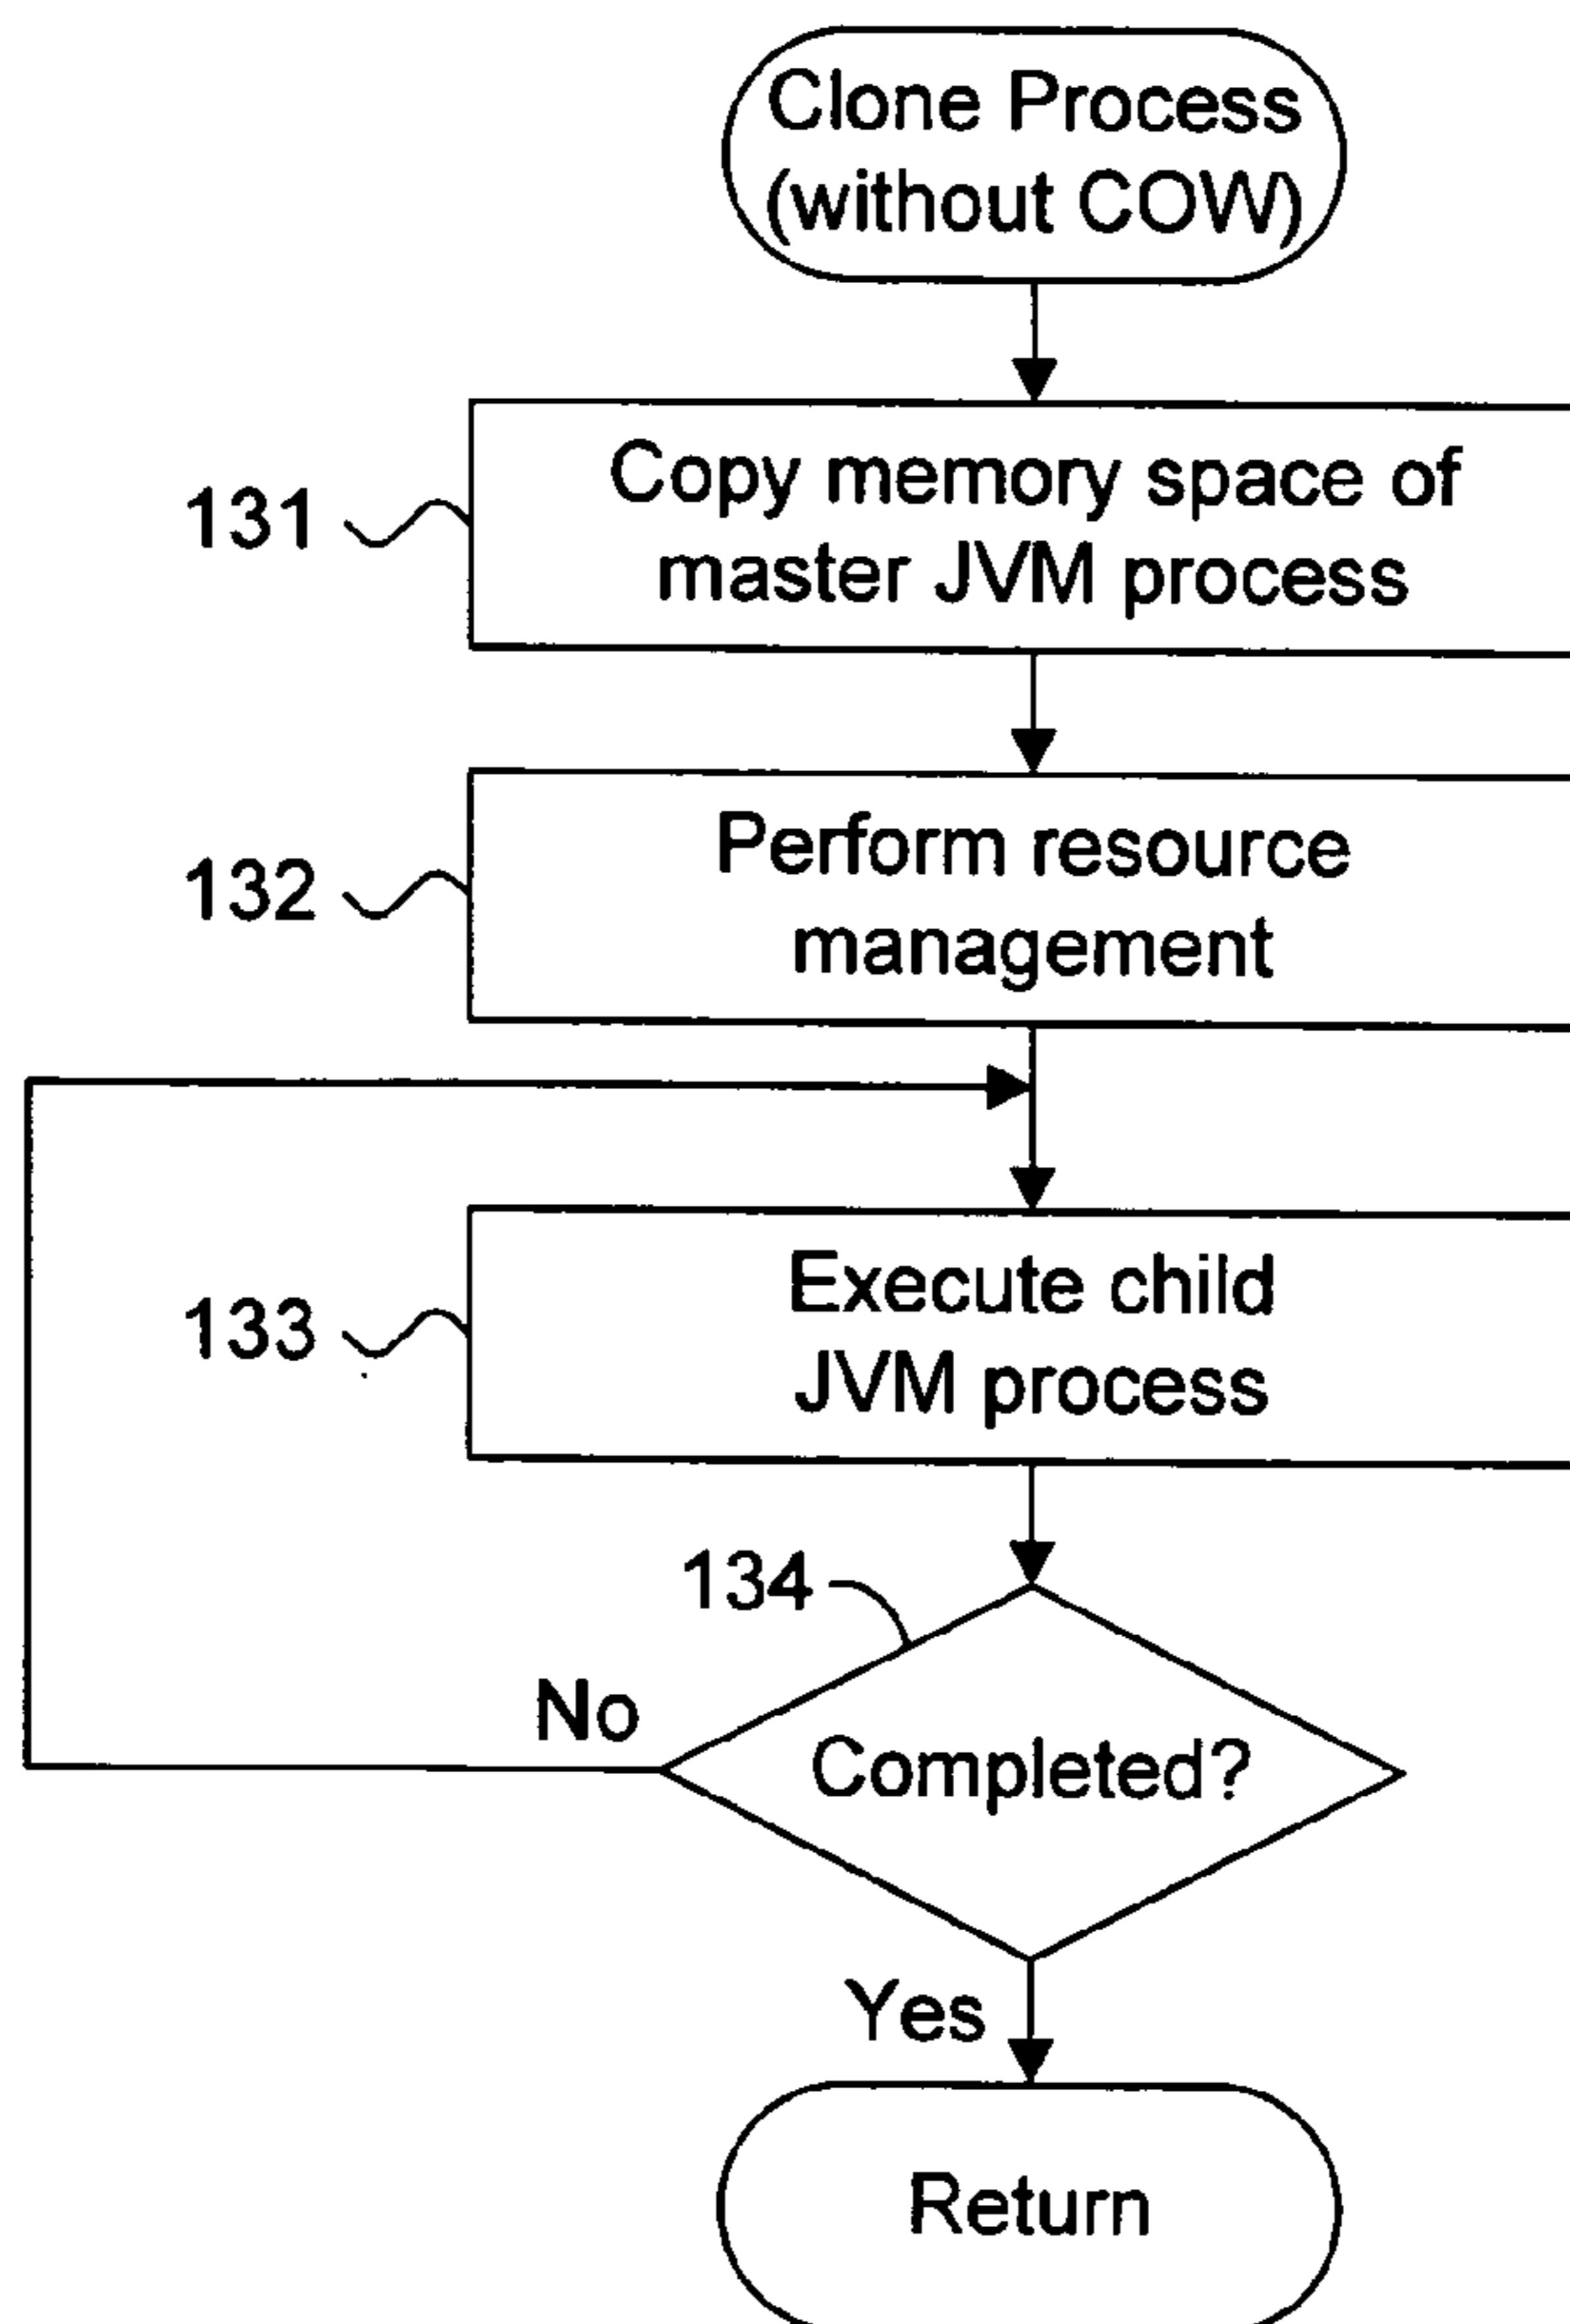 Clone Process
(without COW)
131
Copy memory space of
master JVM process
132
Perform resource
management
133
Execute child
JVM process
134
No
Completed?
Yes
Return